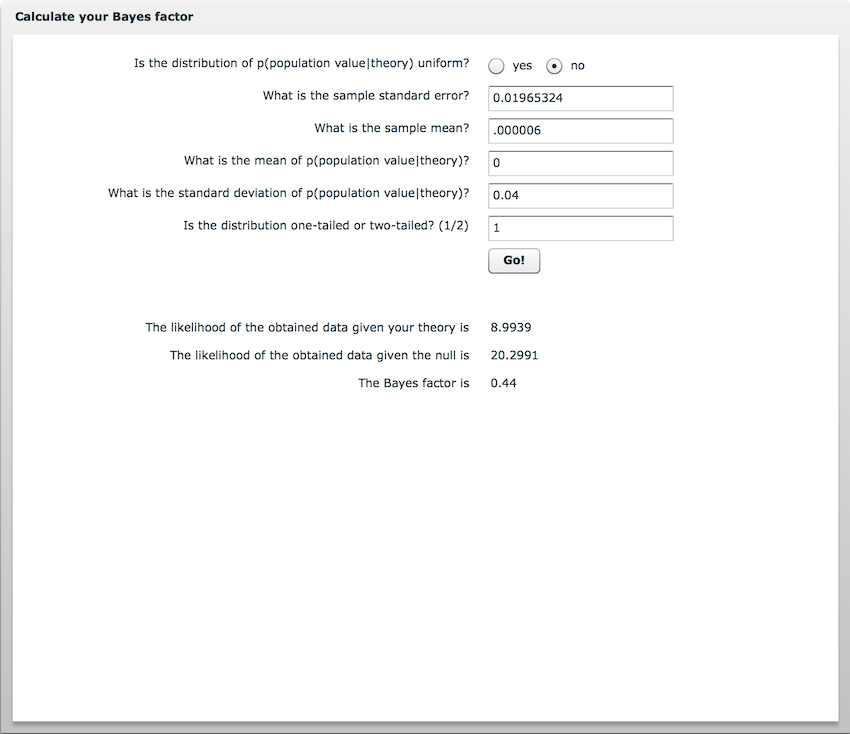 Calculate your Bayes factor
Is the distribution of p(population value|theory) uniform? yes no
What is the sample standard error? 0.01965324
What is the sample mean? .000006
What is the mean of p(population value|theory)? 0
What is the standard deviation of p(population value|theory)? 0.04
Is the distribution one-tailed or two-tailed? (1/2) 1
Go!
The likelihood of the obtained data given your theory is 8.9939
The likelihood of the obtained data given the null is 20.2991
The Bayes factor is 0.44